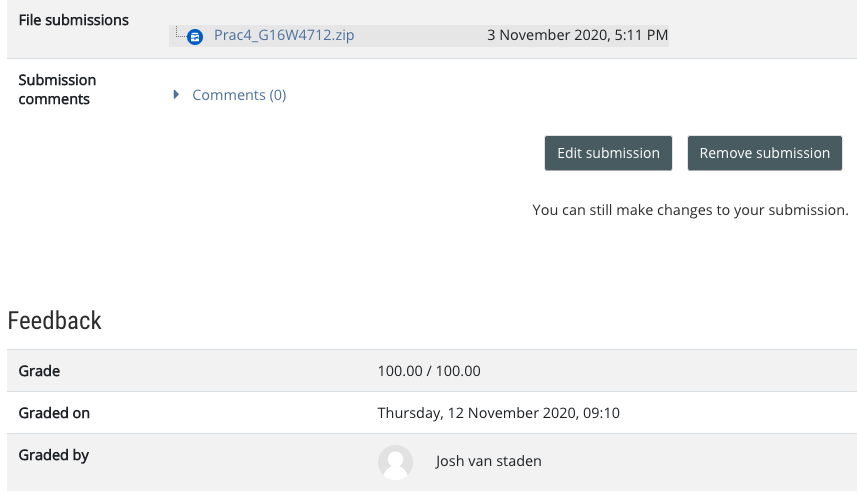 File submissions
Prac4_G16W4712.zip 3 November 2020, 5:11 PM
Submission
comments
Comments (0)
Edit submission Remove submission
You can still make changes to your submission.
Feedback
Grade 100.00 / 100.00
Graded on Thursday, 12 November 2020, 09:10
Graded by Josh van staden